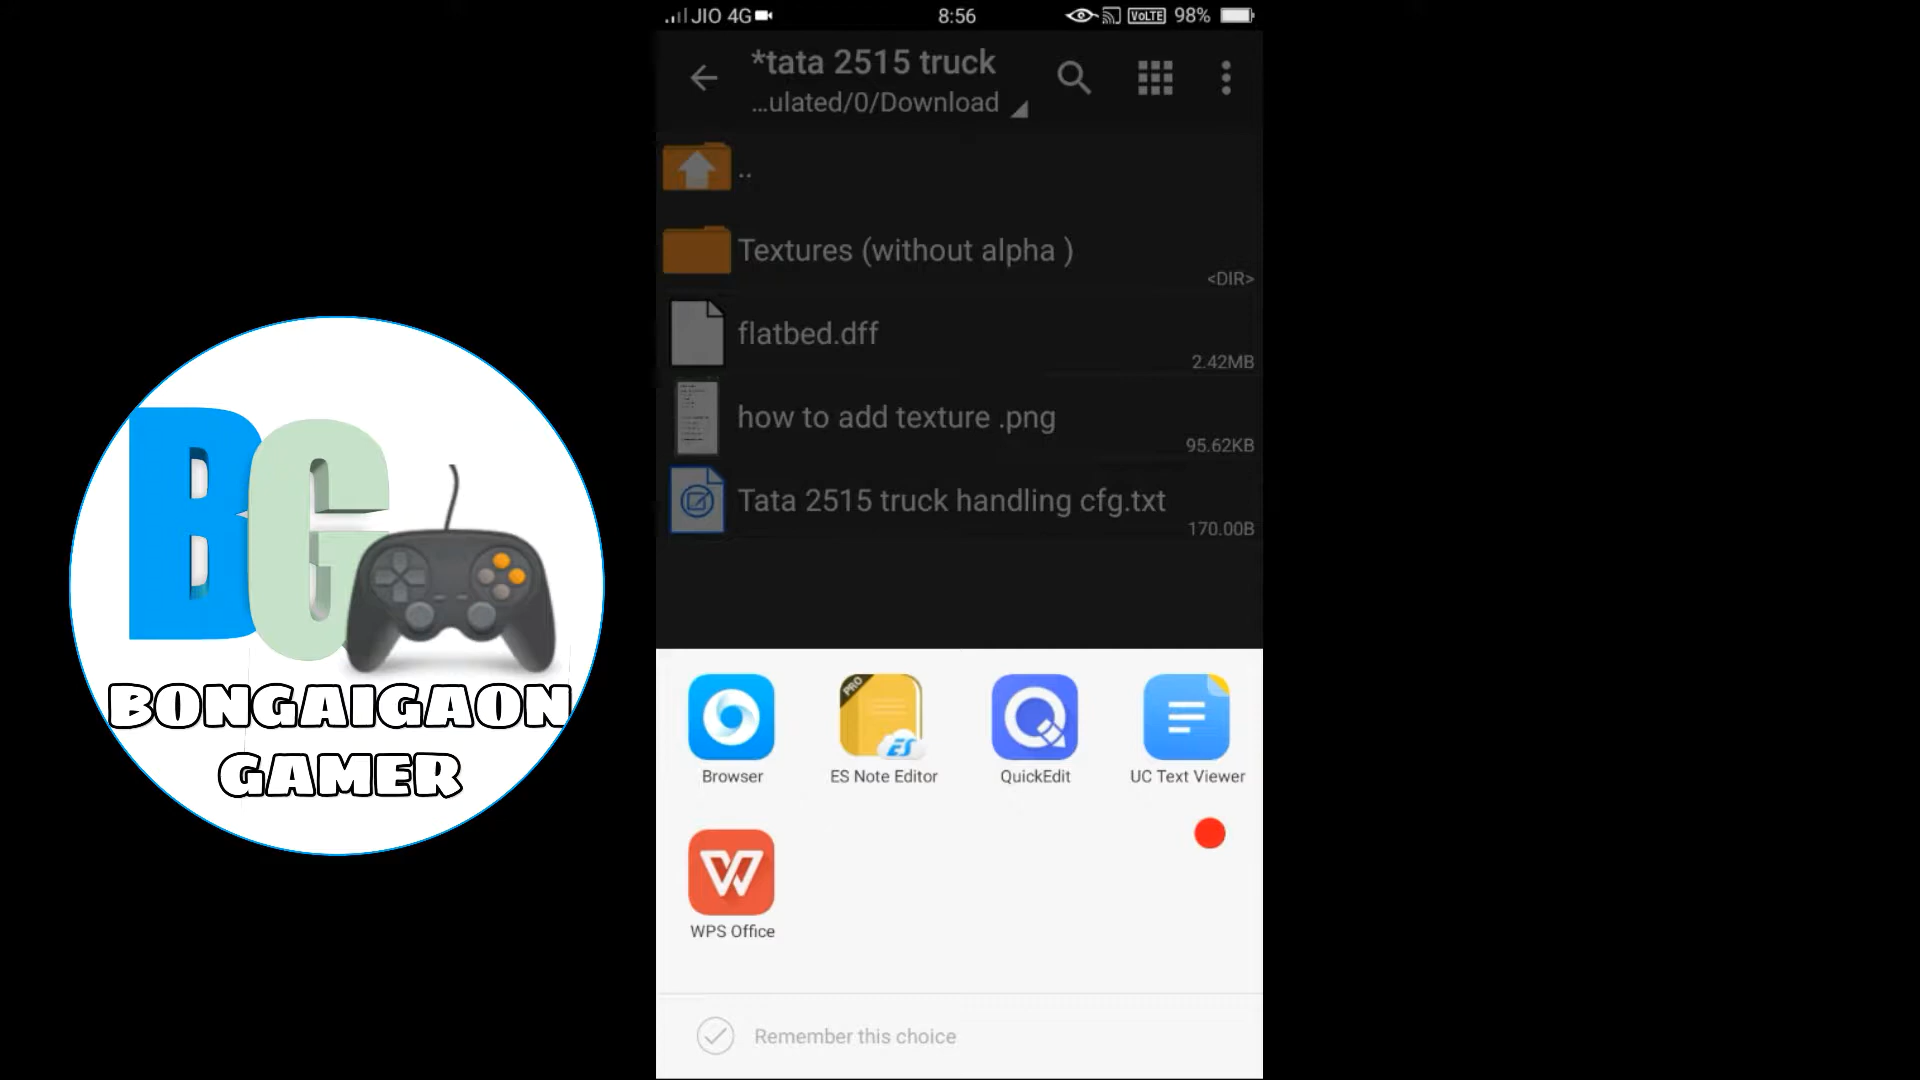 JIO 4G
8:56
VoLTE
98%
*tata 2515 truck
...ulated/0/Download
..
Textures (without alpha )
<DIR>
flatbed.dff
2.42MB
how to add texture .png
95.62KB
Tata 2515 truck handling cfg.txt
170.00B
BG
BONGAIGAON
GAMER
PRO
ES
Browser
ES Note Editor
QuickEdit
UC Text Viewer
W
WPS Office
Remember this choice